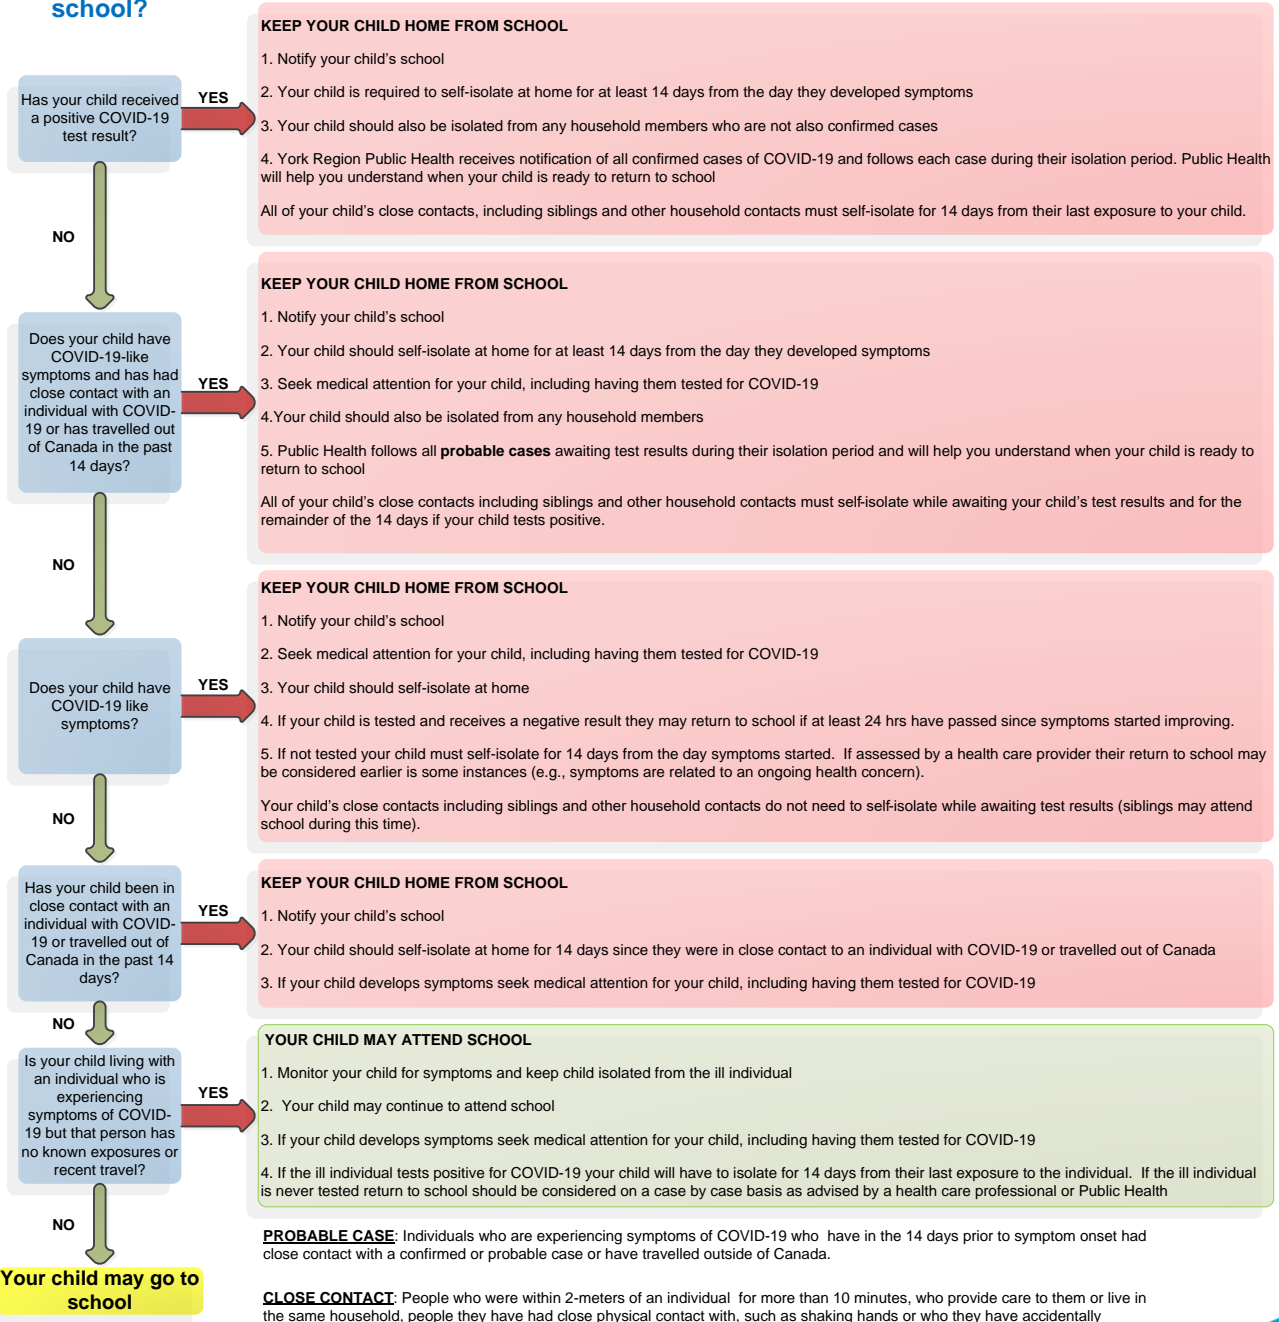 school?
KEEP YOUR CHILD HOME FROM SCHOOL
1. Notify your child's school
2. Your child is required to self-isolate at home for at least 14 days from the day they developed symptoms
3. Your child should also be isolated from any household members who are not also confirmed cases
4. York Region Public Health receives notification of all confirmed cases of COVID-19 and follows each case during their isolation period. Public Health
will help you understand when your child is ready to return to school
All of your child's close contacts, including siblings and other household contacts must self-isolate for 14 days from their last exposure to your child.
Has your child received
a positive COVID-19
test result?
YES
NO
KEEP YOUR CHILD HOME FROM SCHOOL
1. Notify your child's school
2. Your child should self-isolate at home for at least 14 days from the day they developed symptoms
3. Seek medical attention for your child, including having them tested for COVID-19
4.Your child should also be isolated from any household members
5. Public Health follows all probable cases awaiting test results during their isolation period and will help you understand when your child is ready to
return to school
All of your child's close contacts including siblings and other household contacts must self-isolate while awaiting your child's test results and for the
remainder of the 14 days if your child tests positive.
Does your child have
COVID-19-like
symptoms and has had
close contact with an
individual with COVID-
19 or has travelled out
of Canada in the past
14 days?
YES
NO
KEEP YOUR CHILD HOME FROM SCHOOL
1. Notify your child's school
2. Seek medical attention for your child, including having them tested for COVID-19
3. Your child should self-isolate at home
4. If your child is tested and receives a negative result they may return to school if at least 24 hrs have passed since symptoms started improving.
5. If not tested your child must self-isolate for 14 days from the day symptoms started.  If assessed by a health care provider their return to school may
be considered earlier is some instances (e.g., symptoms are related to an ongoing health concern).
Your child's close contacts including siblings and other household contacts do not need to self-isolate while awaiting test results (siblings may attend
school during this time).
Does your child have
COVID-19 like
symptoms?
YES
NO
KEEP YOUR CHILD HOME FROM SCHOOL
1. Notify your child's school
2. Your child should self-isolate at home for 14 days since they were in close contact to an individual with COVID-19 or travelled out of Canada
3. If your child develops symptoms seek medical attention for your child, including having them tested for COVID-19
Has your child been in
close contact with an
individual with COVID-
19 or travelled out of
Canada in the past 14
days?
YES
NO
YOUR CHILD MAY ATTEND SCHOOL
1. Monitor your child for symptoms and keep child isolated from the ill individual
2.  Your child may continue to attend school
3. If your child develops symptoms seek medical attention for your child, including having them tested for COVID-19
4. If the ill individual tests positive for COVID-19 your child will have to isolate for 14 days from their last exposure to the individual.  If the ill individual
is never tested return to school should be considered on a case by case basis as advised by a health care professional or Public Health
Is your child living with
an individual who is
experiencing
symptoms of COVID-
19 but that person has
no known exposures or
recent travel?
YES
NO
Your child may go to
school
PROBABLE CASE: Individuals who are experiencing symptoms of COVID-19 who  have in the 14 days prior to symptom onset had
close contact with a confirmed or probable case or have travelled outside of Canada.
CLOSE CONTACT: People who were within 2-meters of an individual  for more than 10 minutes, who provide care to them or live in
the same household, people they have had close physical contact with, such as shaking hands or who they have accidentally